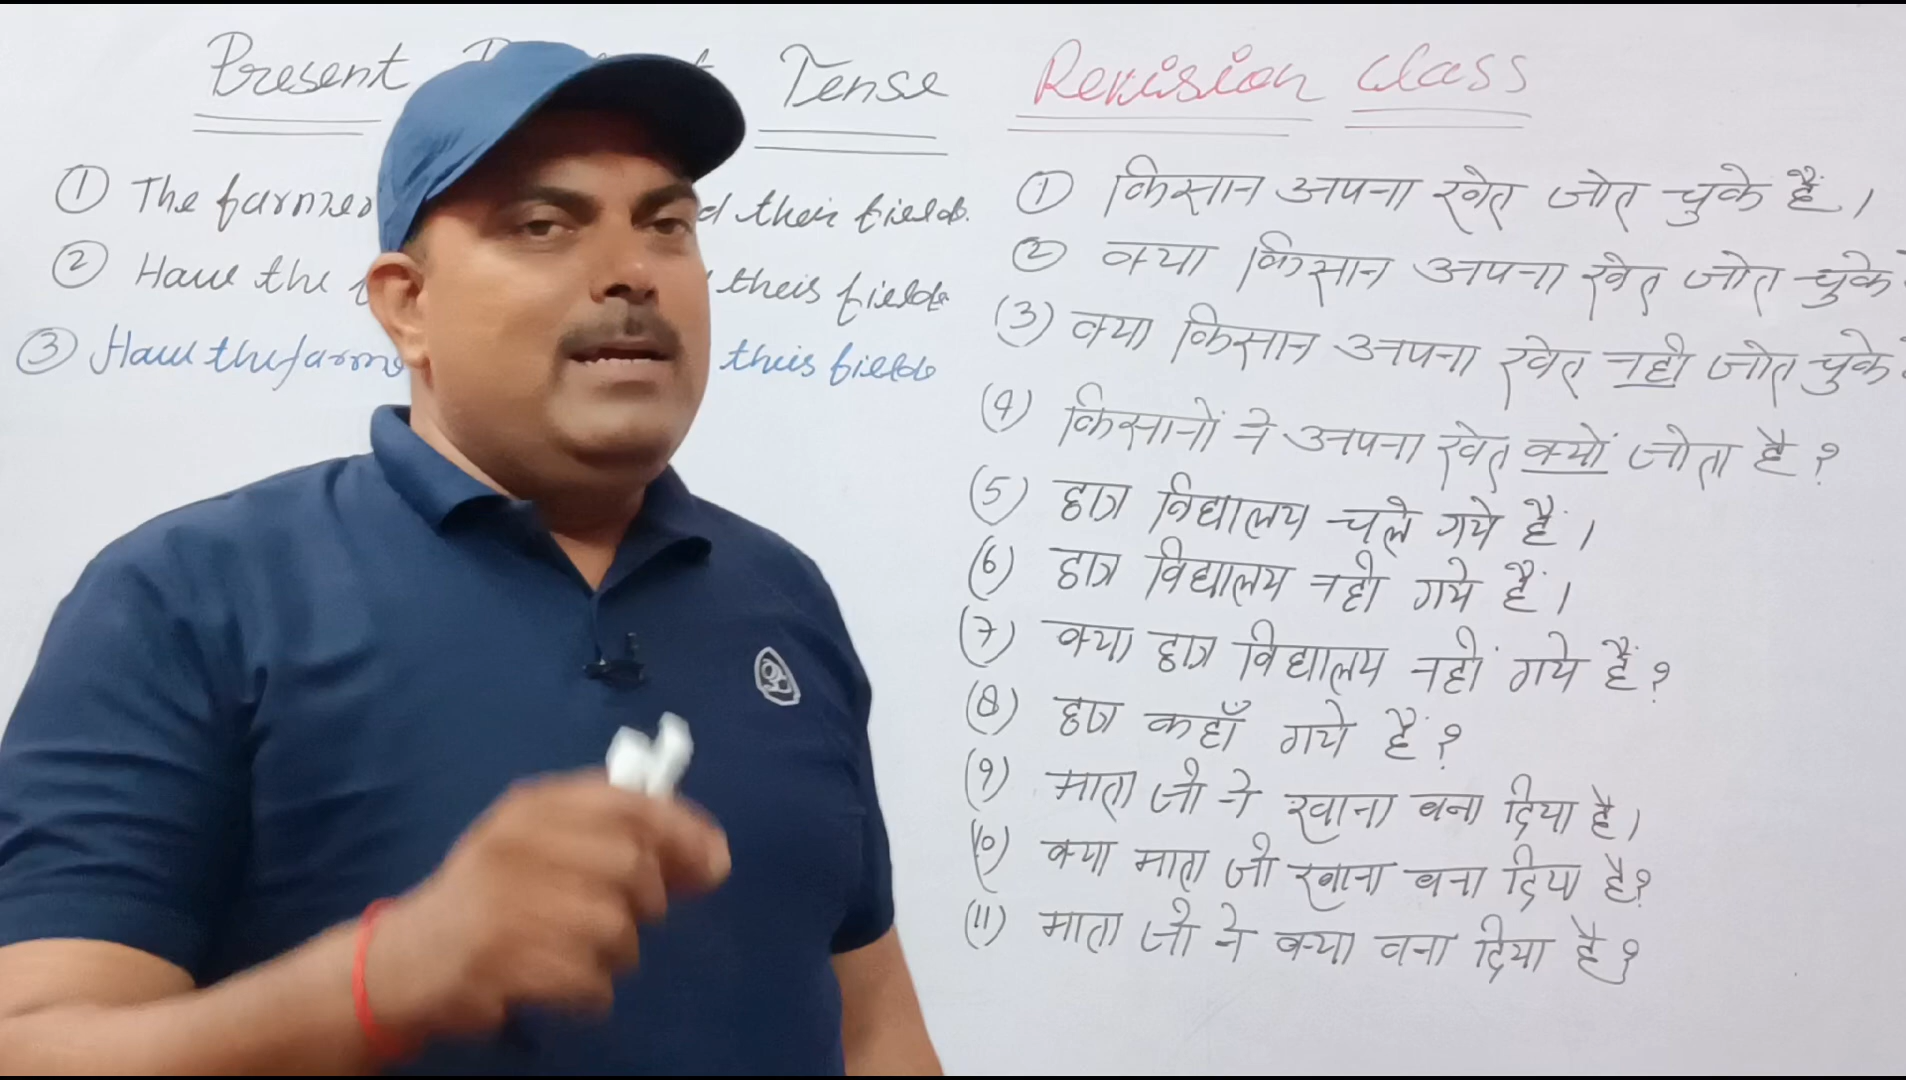 Present Tense Revision Class
① The farmer their fields.
② Have the their fields
③ Have the farme their fields
① किसान अपना खेत जोत चुके हैं।
② क्या किसान अपना खेत जोत चुके
(3) क्या किसान अपना खेत नही जोत चुके
(4) किसानों ने अपना खेत क्यों जोता है?
(5) छात्र विद्यालय चले गये हैं।
(6) छात्र विद्यालय नही गये हैं।
(7) क्या छात्र विद्यालय नहीं गये हैं?
(8) छात्र कहाँ गये हैं?
(9) माता जी ने खाना बना दिया है।
(10) क्या माता जी खाना बना दिया है?
(11) माता जी ने क्या बना दिया है?